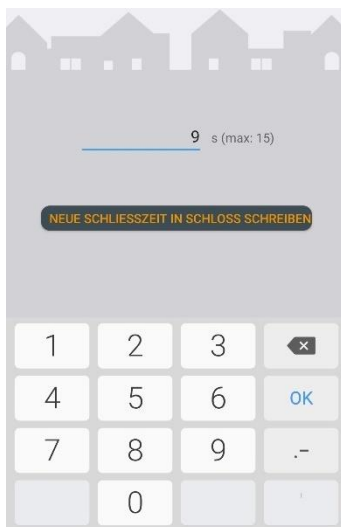 9 s (max: 15)
NEUE SCHLIESSZEIT IN SCHLOSS SCHREIBEN
1 2 3
4 5 6 OK
7 8 9 .-
0 '